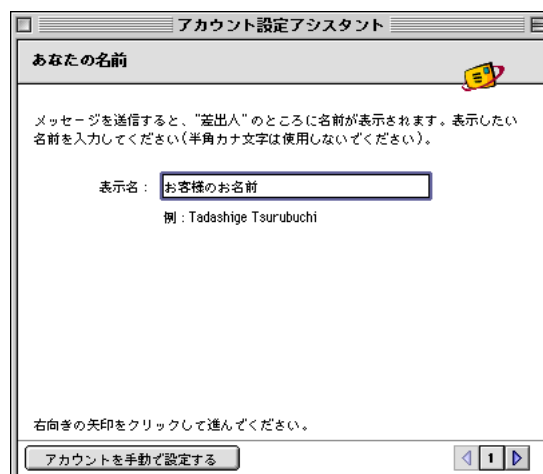 アカウント設定アシスタント
あなたの名前
メッセージを送信すると、"差出人"のところに名前が表示されます。表示したい
名前を入力してください(半角カナ文字は使用しないでください)。
表示名：お客様のお名前
例：Tadashige Tsurubuchi
右向きの矢印をクリックして進んでください。
アカウントを手動で設定する 1